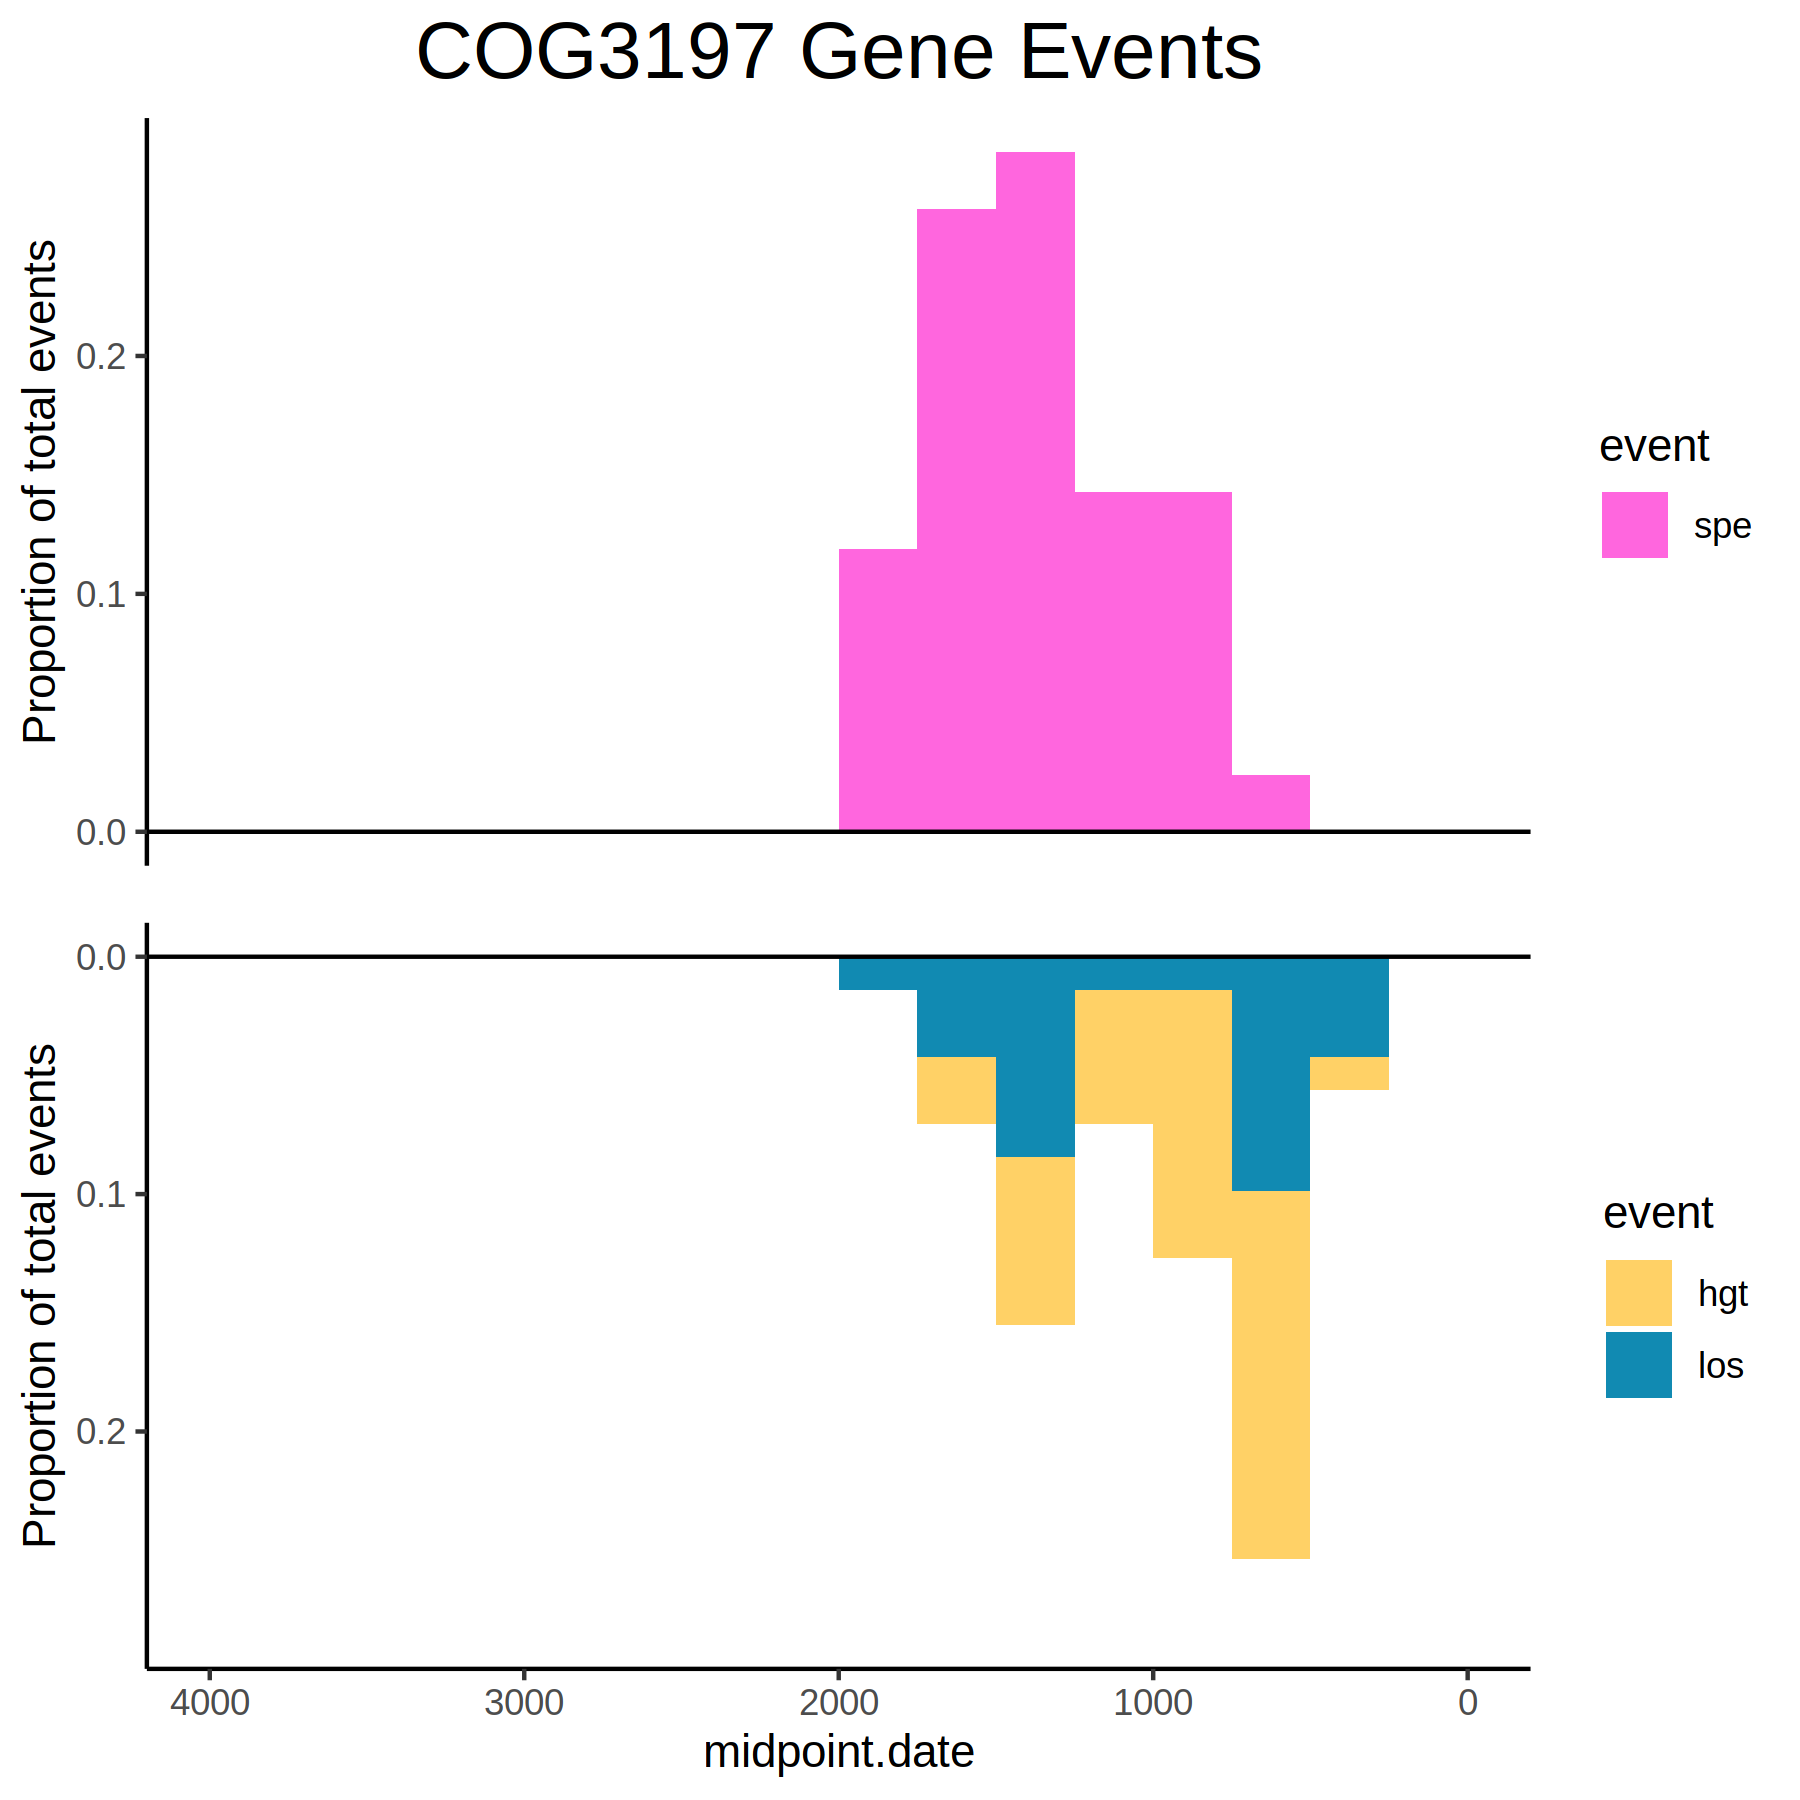 COG3197 Gene Events
Proportion of total events
0.2
0.1
0.0
event
spe
Proportion of total events
0.0
0.1
0.2
event
hgt
los
4000 3000 2000 1000 0
midpoint.date